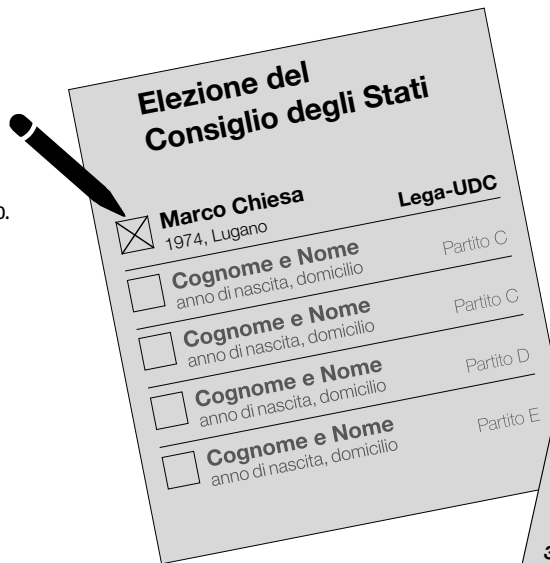 Elezione del
Consiglio degli Stati
Marco Chiesa Lega-UDC
1974, Lugano
Cognome e Nome Partito C
anno di nascita, domicilio
Cognome e Nome Partito C
anno di nascita, domicilio
Cognome e Nome Partito D
anno di nascita, domicilio
Cognome e Nome Partito E
anno di nascita, domicilio